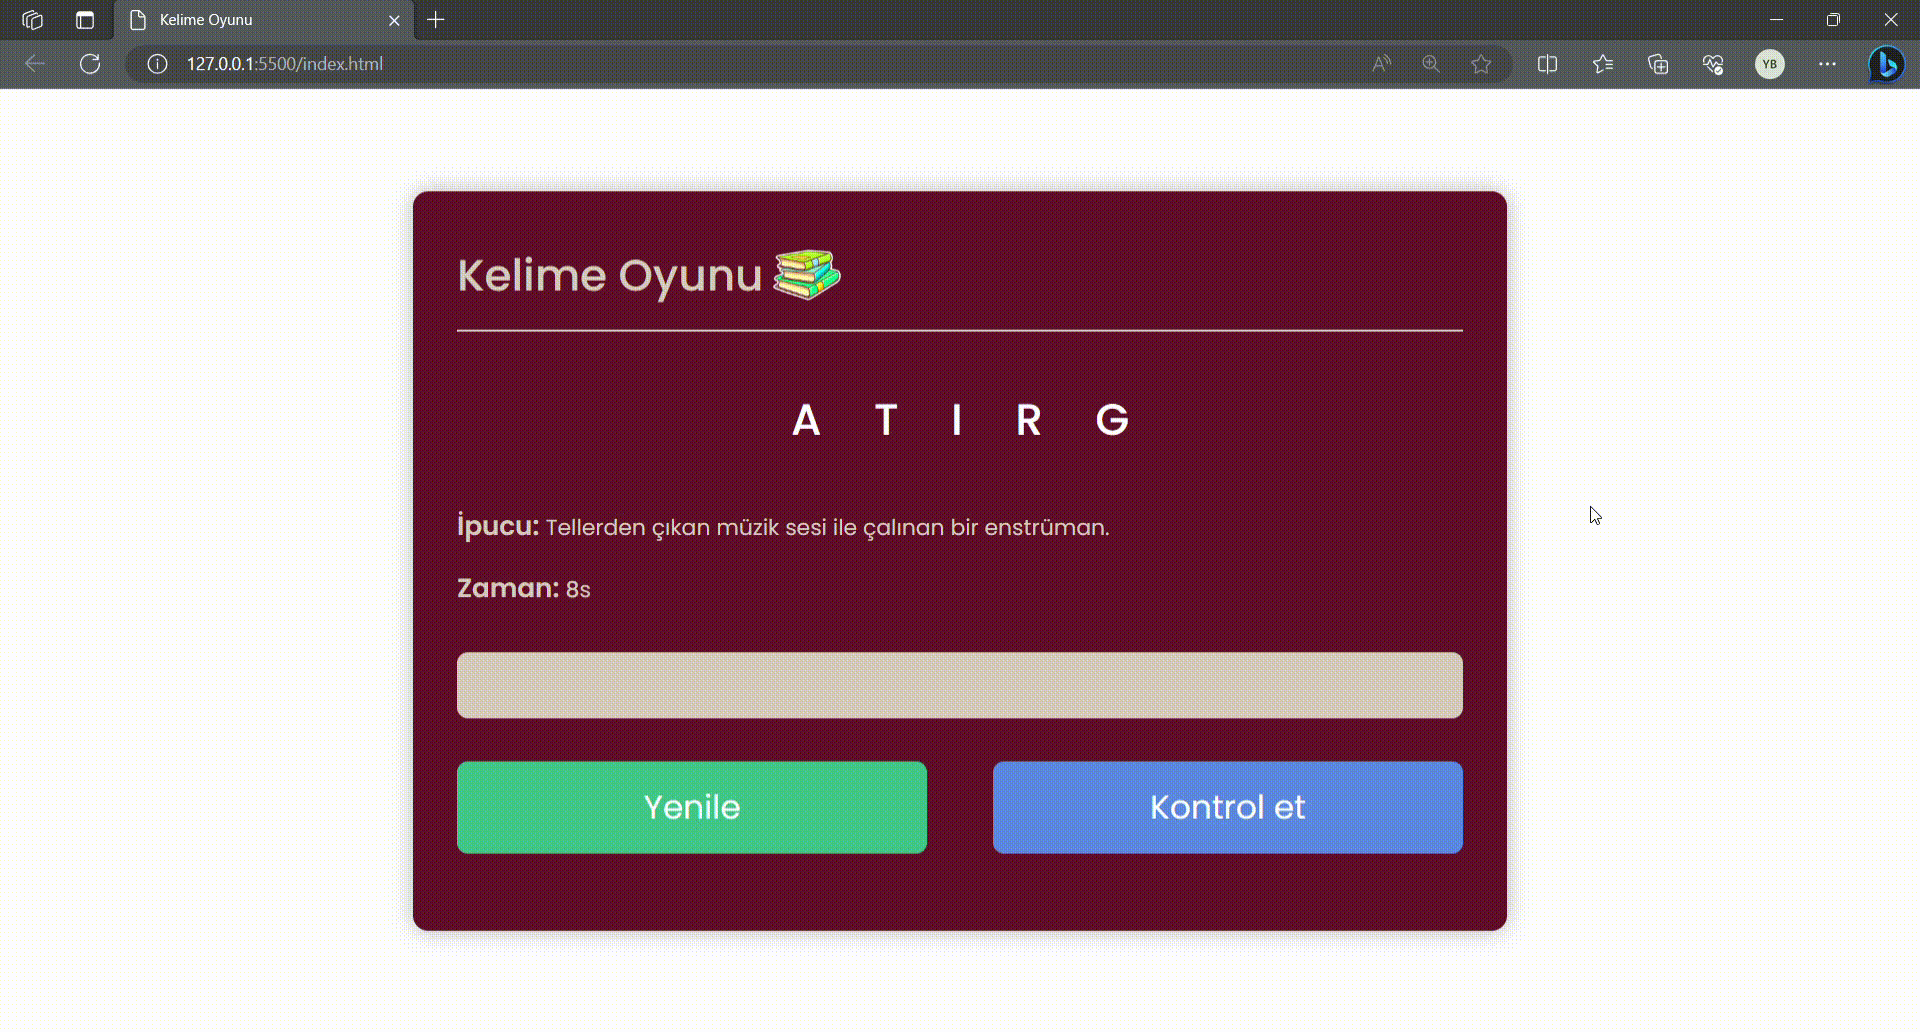 Kelime Oyunu
127.0.0.1:5500/index.html
YB
Kelime Oyunu
A T I R G
İpucu: Tellerden çıkan müzik sesi ile çalınan bir enstrüman.
Zaman: 8s
Yenile
Kontrol et